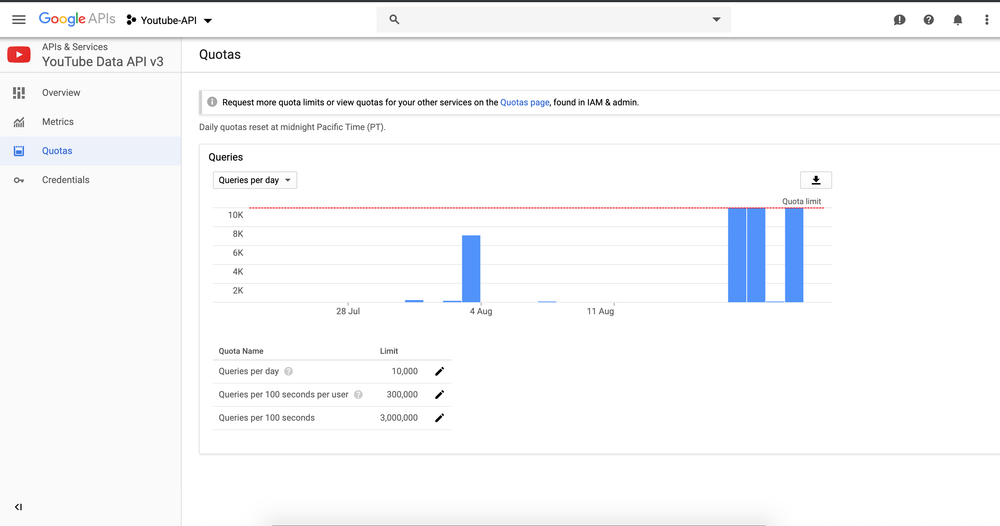 Google APIs Youtube-API
APIs & Services
YouTube Data API v3
Overview
Metrics
Quotas
Credentials
Quotas
Request more quota limits or view quotas for your other services on the Quotas page, found in IAM & admin.
Daily quotas reset at midnight Pacific Time (PT).
Queries
Queries per day
Quota limit
10K
8K
6K
4K
2K
28 Jul 4 Aug 11 Aug
Quota Name Limit
Queries per day 10,000
Queries per 100 seconds per user 300,000
Queries per 100 seconds 3,000,000